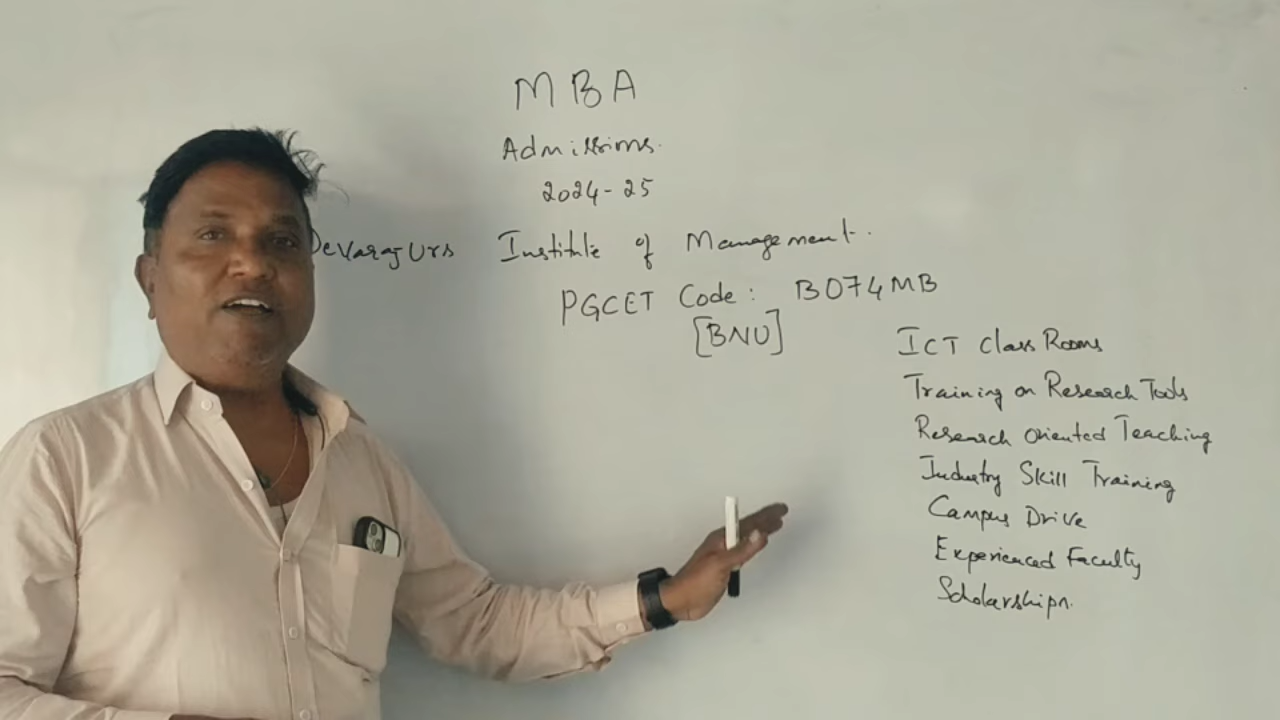 MBA
Admissions.
2024-25
Devaraj Urs Institute of Management.
PGCET Code: B074MB
[BNU]
ICT Class Rooms
Training on Research Tools
Research oriented Teaching
Industry Skill Training
Campus Drive
Experienced Faculty
Scholarships.